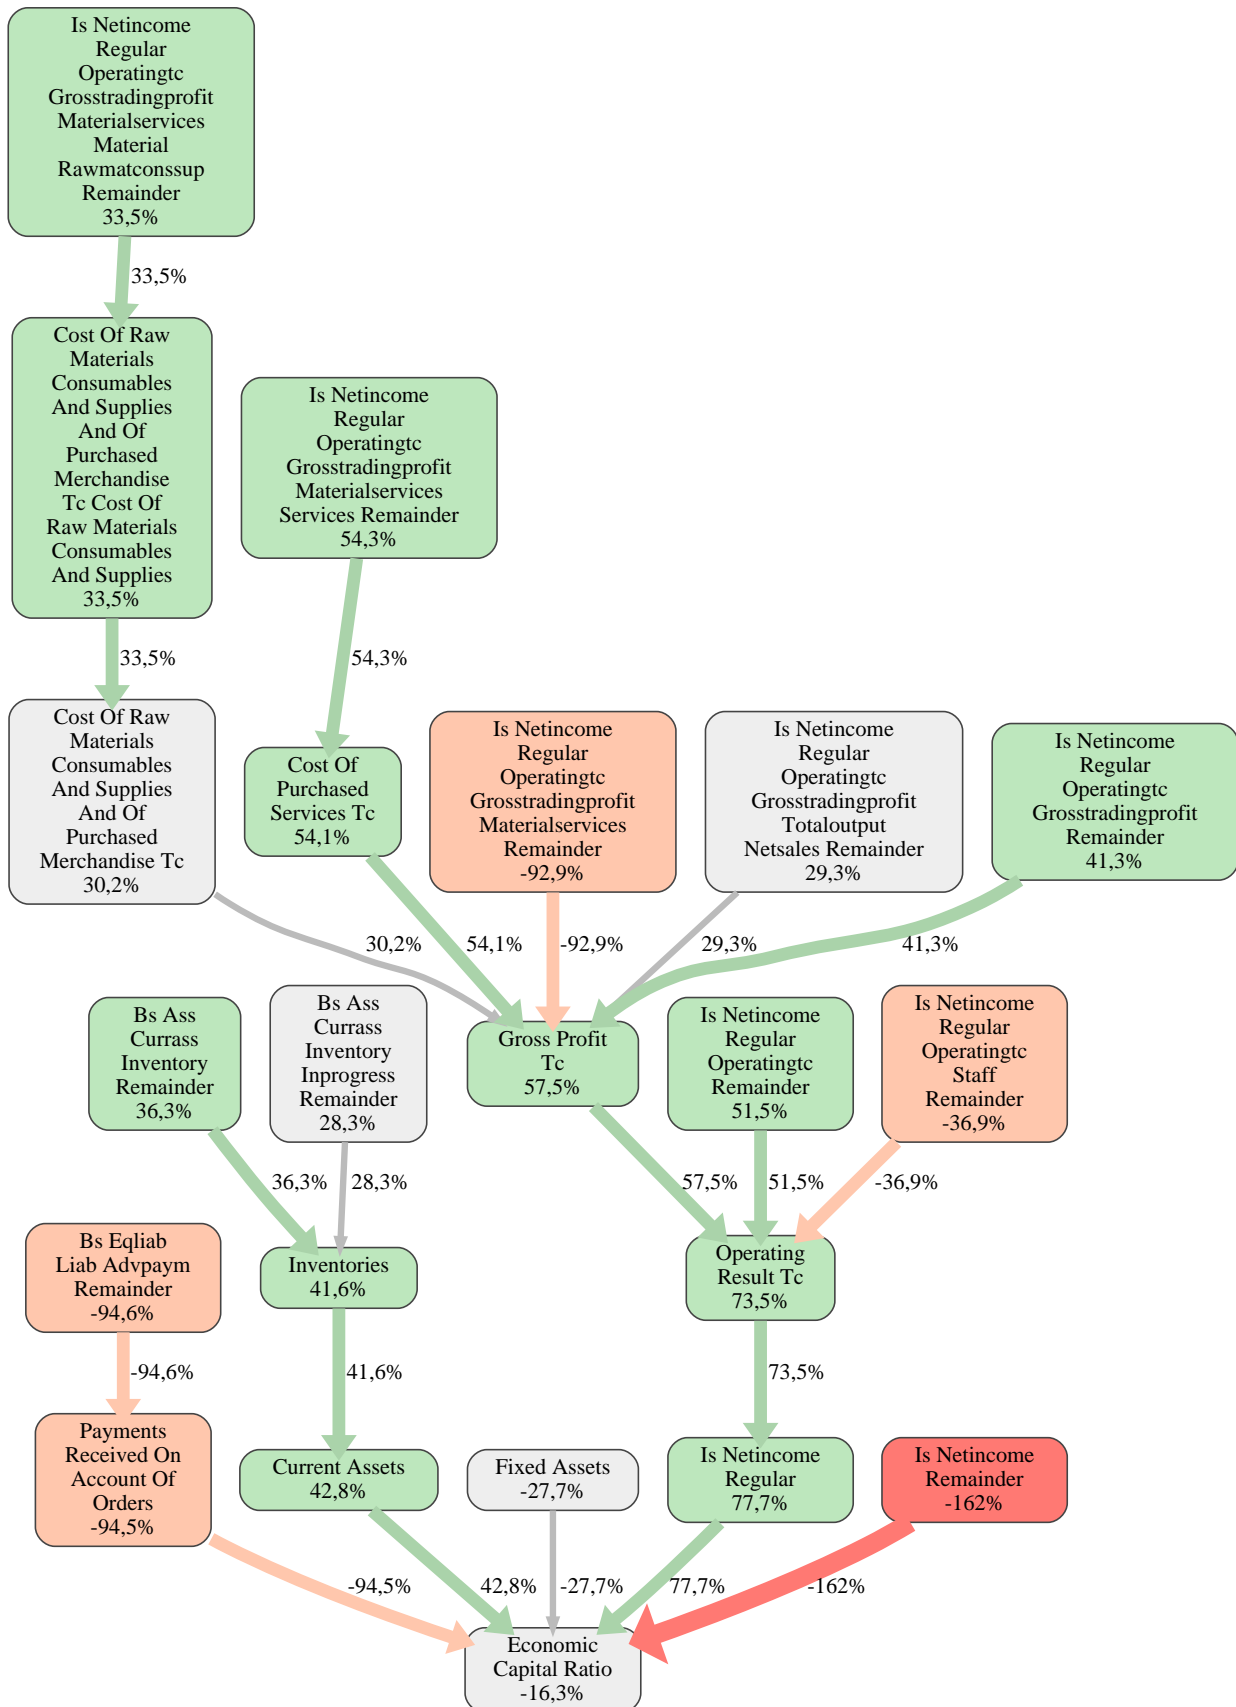 Is Netincome
Regular
Operatingtc
Grosstradingprofit
Materialservices
Material
Rawmatconssup
Remainder
33,5%
33,5%
Cost Of Raw
Materials
Consumables
And Supplies
And Of
Purchased
Merchandise
Tc Cost Of
Raw Materials
Consumables
And Supplies
33,5%
Is Netincome
Regular
Operatingtc
Grosstradingprofit
Materialservices
Services Remainder
54,3%
33,5%
54,3%
Cost Of Raw
Materials
Consumables
And Supplies
And Of
Purchased
Merchandise Tc
30,2%
Cost Of
Purchased
Services Tc
54,1%
Is Netincome
Regular
Operatingtc
Grosstradingprofit
Materialservices
Remainder
-92,9%
Is Netincome
Regular
Operatingtc
Grosstradingprofit
Totaloutput
Netsales Remainder
29,3%
Is Netincome
Regular
Operatingtc
Grosstradingprofit
Remainder
41,3%
30,2%
54,1%
-92,9%
29,3%
41,3%
Bs Ass
Currass
Inventory
Remainder
36,3%
Bs Ass
Currass
Inventory
Inprogress
Remainder
28,3%
Gross Profit
Tc
57,5%
Is Netincome
Regular
Operatingtc
Remainder
51,5%
Is Netincome
Regular
Operatingtc
Staff
Remainder
-36,9%
36,3%
28,3%
57,5%
51,5%
-36,9%
Bs Eqliab
Liab Advpaym
Remainder
-94,6%
Inventories
41,6%
Operating
Result Tc
73,5%
-94,6%
41,6%
73,5%
Payments
Received On
Account Of
Orders
-94,5%
Current Assets
42,8%
Fixed Assets
-27,7%
Is Netincome
Regular
77,7%
Is Netincome
Remainder
-162%
-94,5%
42,8%
-27,7%
77,7%
-162%
Economic
Capital Ratio
-16,3%